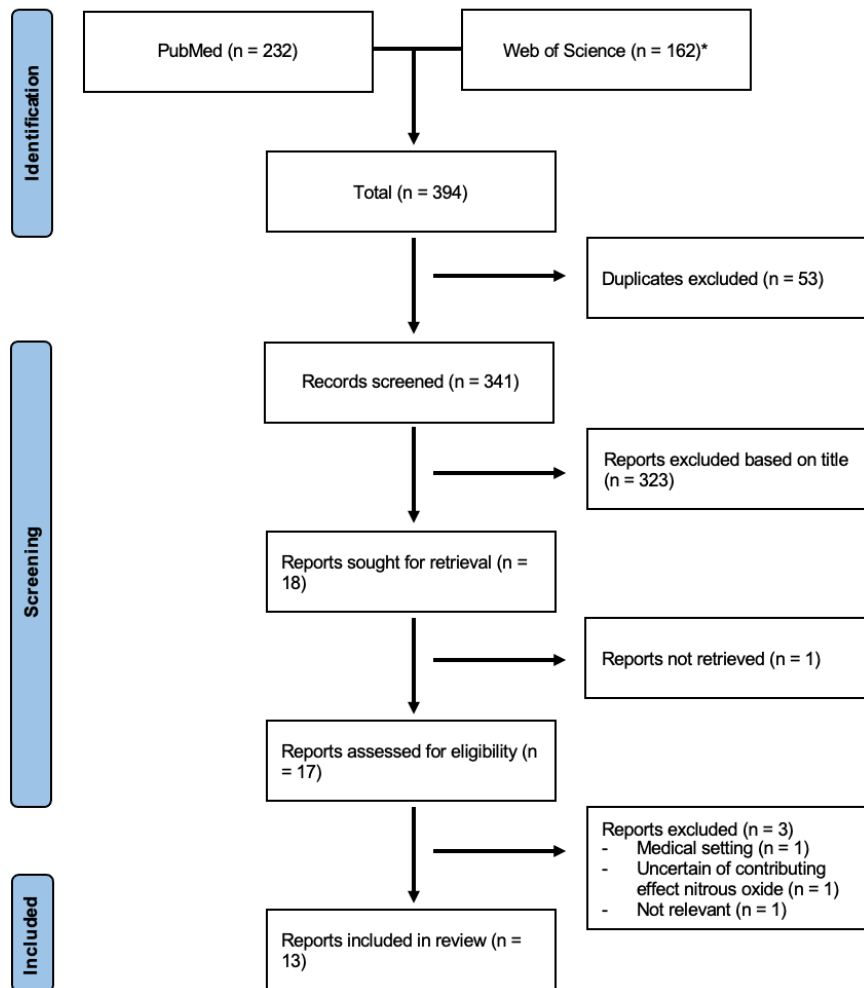 Identification
PubMed (n = 232)
Web of Science (n = 162)*
Total (n = 394)
Duplicates excluded (n = 53)
Screening
Records screened (n = 341)
Reports excluded based on title
(n = 323)
Reports sought for retrieval (n =
18)
Reports not retrieved (n = 1)
Reports assessed for eligibility (n
= 17)
Reports excluded (n = 3)
- Medical setting (n = 1)
- Uncertain of contributing
effect nitrous oxide (n = 1)
- Not relevant (n = 1)
Included
Reports included in review (n =
13)